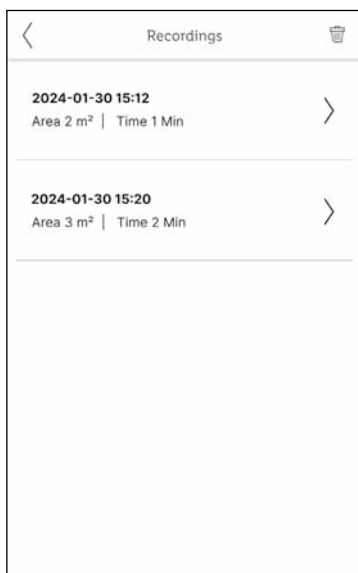 Recordings
2024-01-30 15:12
Area 2 m² | Time 1 Min
2024-01-30 15:20
Area 3 m² | Time 2 Min